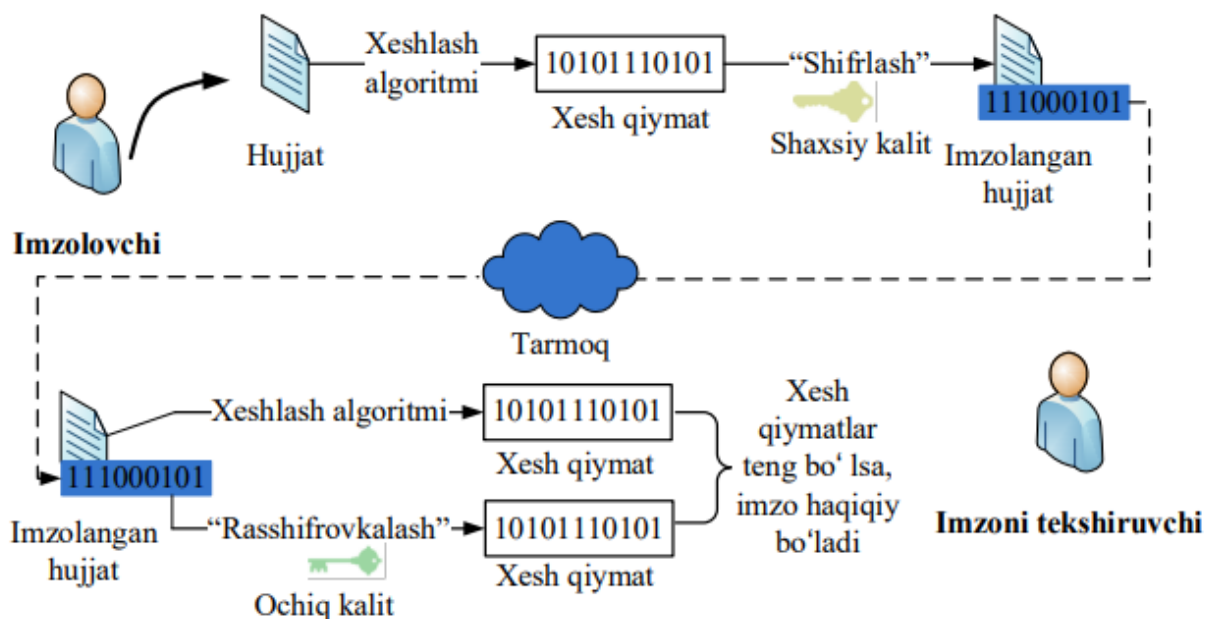 Xeshlash
algoritmi
10101110101
Xesh qiymat
“Shifrlash”
Shaxsiy kalit
111000101
Imzolangan
hujjat
Hujjat
Imzolovchi
Tarmoq
Xeshlash algoritmi
10101110101
Xesh qiymat
111000101
Imzolangan
hujjat
“Rasshifrovkalash”
Ochiq kalit
10101110101
Xesh qiymat
Xesh
qiymatlar
teng bo‘ lsa,
imzo haqiqiy
bo‘ladi
Imzoni tekshiruvchi